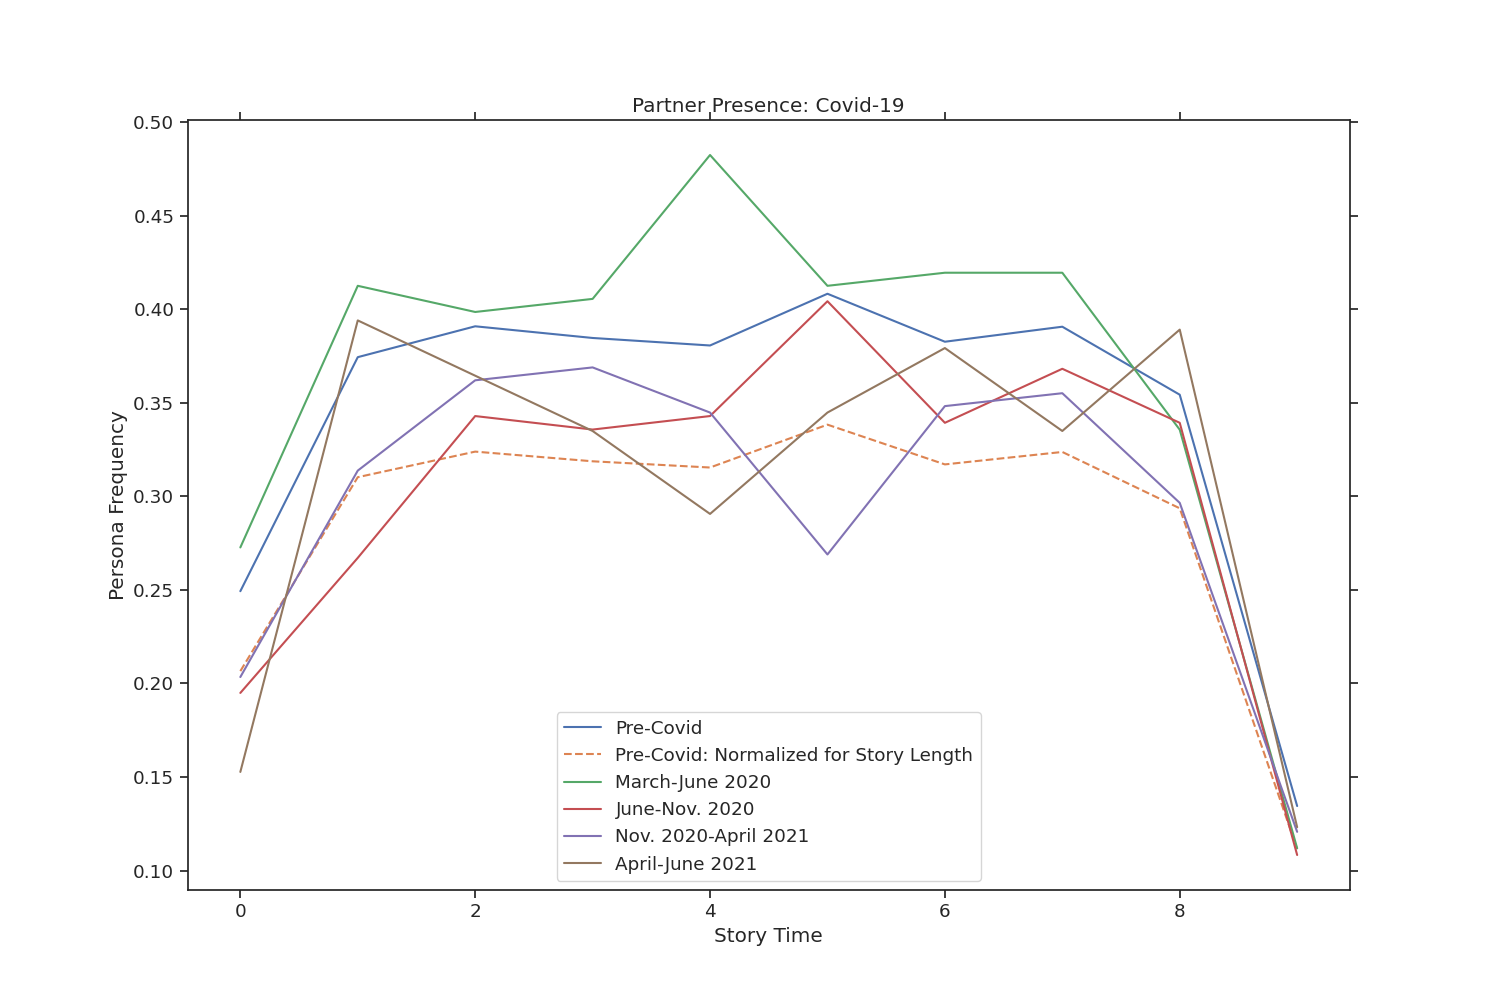 Partner Presence: Covid-19
0.50
0.45
0.40
0.35
0.30
0.25
0.20
0.15
0.10
Persona Frequency
Pre-Covid
Pre-Covid: Normalized for Story Length
March-June 2020
June-Nov. 2020
Nov. 2020-April 2021
April-June 2021
0 2 4 6 8
Story Time